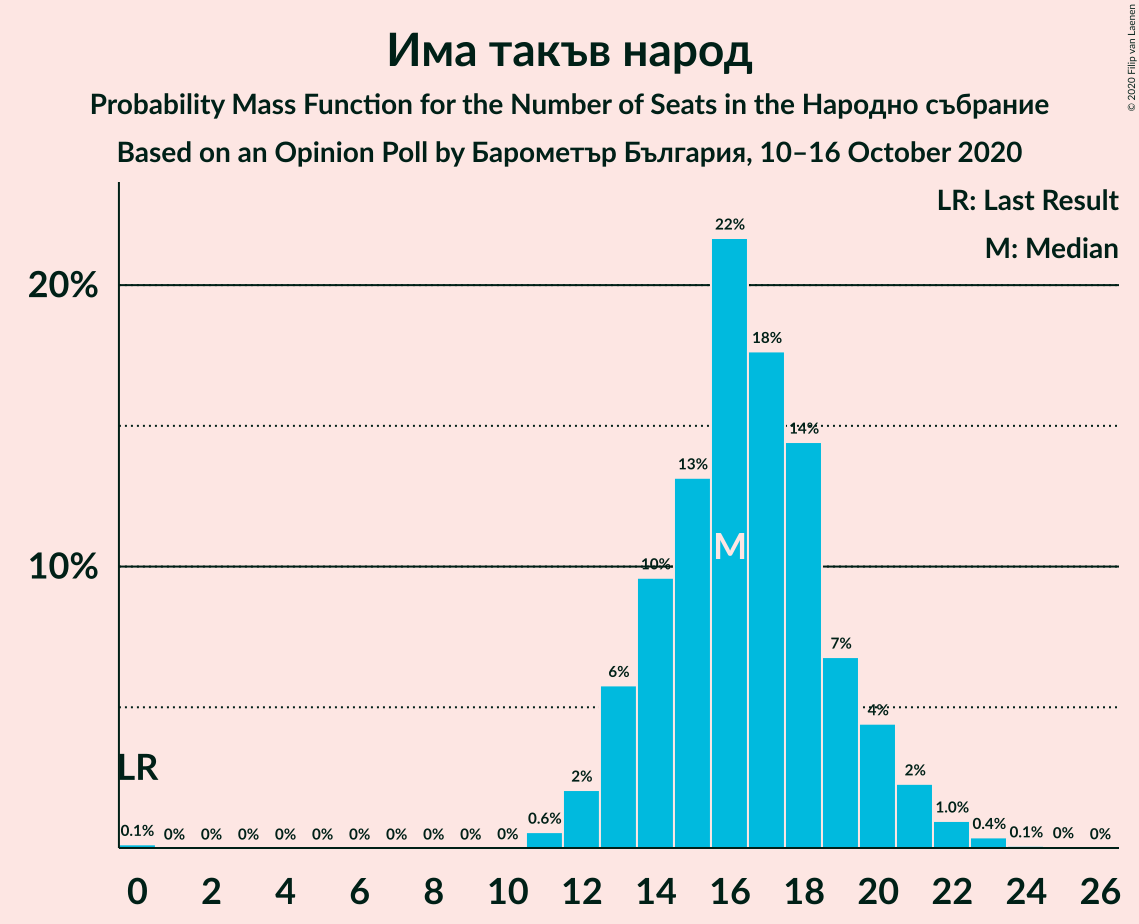 Има такъв народ
Probability Mass Function for the Number of Seats in the Народно събрание
Based on an Opinion Poll by Барометър България, 10–16 October 2020
© 2020 Filip van Laenen
LR: Last Result
M: Median
22%
20%
18%
14%
13%
M
10%
10%
7%
6%
4%
LR
2%
2%
0.1% 0% 0% 0% 0% 0% 0% 0% 0% 0% 0% 0.6% 1.0% 0.4% 0.1% 0% 0%
0 2 4 6 8 10 12 14 16 18 20 22 24 26